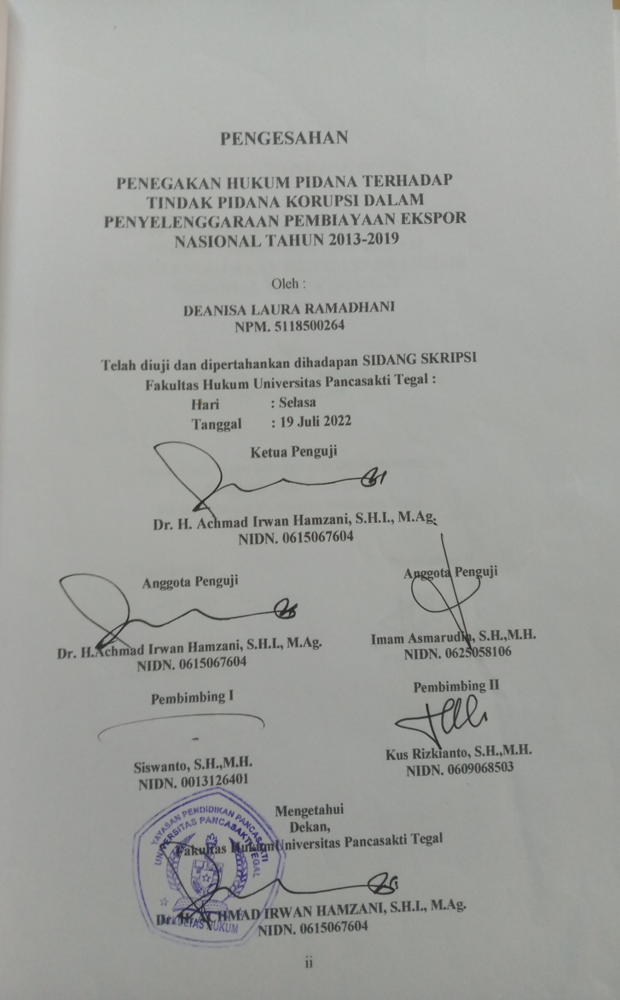 PENGESAHAN
PENEGAKAN HUKUM PIDANA TERHADAP
TINDAK PIDANA KORUPSI DALAM
PENYELENGGARAAN PEMBIAYAAN EKSPOR
NASIONAL TAHUN 2013-2019
Oleh :
DEANISA LAURA RAMADHANI
NPM. 5118500264
Telah diuji dan dipertahankan dihadapan SIDANG SKRIPSI
Fakultas Hukum Universitas Pancasakti Tegal :
Hari : Selasa
Tanggal : 19 Juli 2022
Ketua Penguji
Dr. H. Achmad Irwan Hamzani, S.H.I., M.Ag.
NIDN. 0615067604
Anggota Penguji
Dr. H.Achmad Irwan Hamzani, S.H.I., M.Ag.
NIDN. 0615067604
Anggota Penguji
Imam Asmarudin, S.H.,M.H.
NIDN. 0625058106
Pembimbing I
Siswanto, S.H.,M.H.
NIDN. 0013126401
Pembimbing II
Kus Rizkianto, S.H.,M.H.
NIDN. 0609068503
Mengetahui
Dekan,
Fakultas HukumUniversitas Pancasakti Tegal
YAYASAN PENDIDIKAN PANCASAKTI
UNIVERSITAS PANCASAKTI TEGAL
FAKULTAS HUKUM
Dr. H. ACHMAD IRWAN HAMZANI, S.H.I., M.Ag.
NIDN. 0615067604
ii